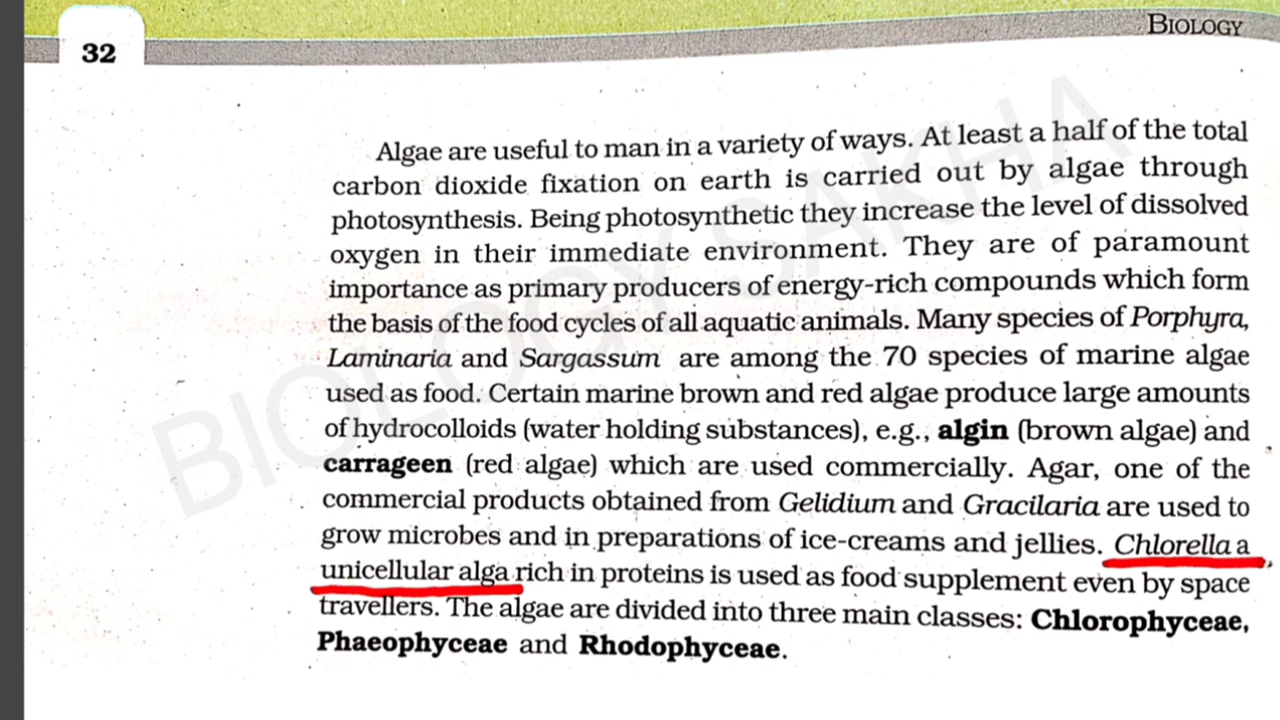 32
BIOLOGY
Algae are useful to man in a variety of ways. At least a half of the total
carbon dioxide fixation on earth is carried out by algae through
photosynthesis. Being photosynthetic they increase the level of dissolved
oxygen in their immediate environment. They are of paramount
importance as primary producers of energy-rich compounds which form
the basis of the food cycles of all aquatic animals. Many species of Porphyra,
Laminaria and Sargassum are among the 70 species of marine algae
used as food. Certain marine brown and red algae produce large amounts
of hydrocolloids (water holding substances), e.g., algin (brown algae) and
carrageen (red algae) which are used commercially. Agar, one of the
commercial products obtained from Gelidium and Gracilaria are used to
grow microbes and in preparations of ice-creams and jellies. Chlorella a
unicellular alga rich in proteins is used as food supplement even by space
travellers. The algae are divided into three main classes: Chlorophyceae,
Phaeophyceae and Rhodophyceae.
BIOLOGY SAKHA